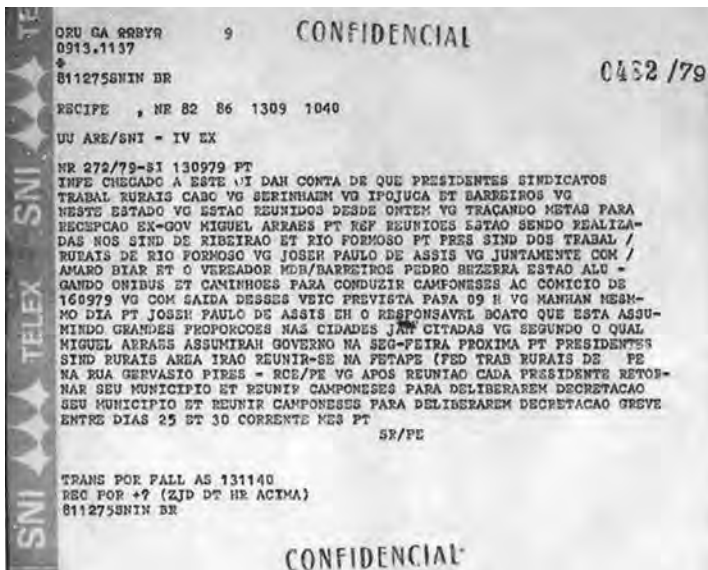 CONFIDENCIAL
ORU GA RRBYR 9
0913.1137
+
811275SNIN BR
0432/79
RECIFE , NR 82 86 1309 1040
UU ARE/SNI - IV EX
NR 272/79-SI 130979 PT
INFE CHEGADO A ESTE OI DAH CONTA DE QUE PRESIDENTES SINDICATOS
TRABAL RURAIS CABO VG SERINHAEM VG IPOJUCA ET BARREIROS VG
NESTE ESTADO VG ESTAO REUNIDOS DESDE ONTEM VG TRAÇANDO METAS PARA
RECEPCAO EX-GOV MIGUEL ARRAES PT REF REUNIOES ESTAO SENDO REALIZA-
DAS NOS SIND DE RIBEIRAO ET RIO FORMOSO PT PRES SIND DOS TRABAL /
RURAIS DE RIO FORMOSO VG JOSEH PAULO DE ASSIS VG JUNTAMENTE COM /
AMARO BIAR ET O VEREADOR MDB/BARREIROS PEDRO BEZERRA ESTAO ALU -
GANDO ONIBUS ET CAMINHOES PARA CONDUZIR CAMPONESES AO COMICIO DE
160979 VG COM SAIDA DESSES VEIC PREVISTA PARA 09 H VG MANHAN MESM-
MO DIA PT JOSEH PAULO DE ASSIS EH O RESPONSAVEL BOATO QUE ESTA ASSU-
MINDO GRANDES PROPORCOES NAS CIDADES JAH CITADAS VG SEGUNDO O QUAL
MIGUEL ARRAES ASSUMIRAH GOVERNO NA SEG-FEIRA PROXIMA PT PRESIDENTES
SIND RURAIS AREA IRAO REUNIR-SE NA FETAPE (FED TRAB RURAIS DE PE
NA RUA GERVASIO PIRES - RCE/PE VG APOS REUNIAO CADA PRESIDENTE RETOR-
NAR SEU MUNICIPIO ET REUNIR CAMPONESES PARA DELIBERAREM DECRETACAO
SEU MUNICIPIO ET REUNIR CAMPONESES PARA DELIBERAREM DECRETACAO GREVE
ENTRE DIAS 25 ET 30 CORRENTE MES PT
SR/PE
TRANS POR FALL AS 131140
REC POR +? (ZJD DT HR ACIMA)
811275SNIN BR
CONFIDENCIAL
TELEX SNI
TELEX SNI
SNI